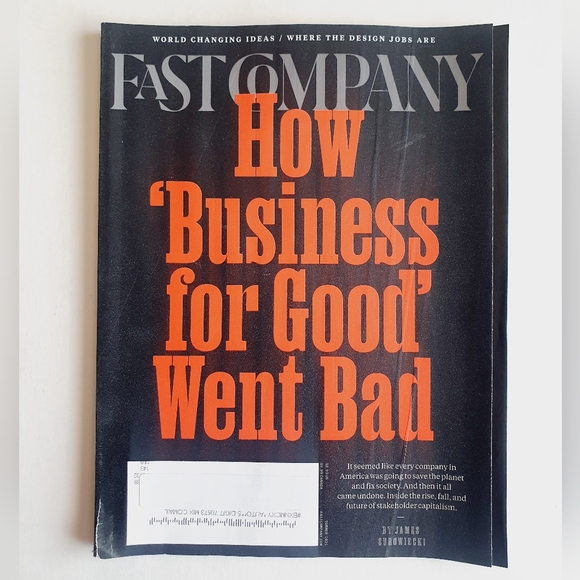 WORLD CHANGING IDEAS / WHERE THE DESIGN JOBS ARE
FAST COMPANY
How
‘Business
for Good’
Went Bad
It seemed like every company in
America was going to save the planet
and fix society. And then it all
came undone. Inside the rise, fall, and
future of stakeholder capitalism.
BY JAMES
SUROWIECKI